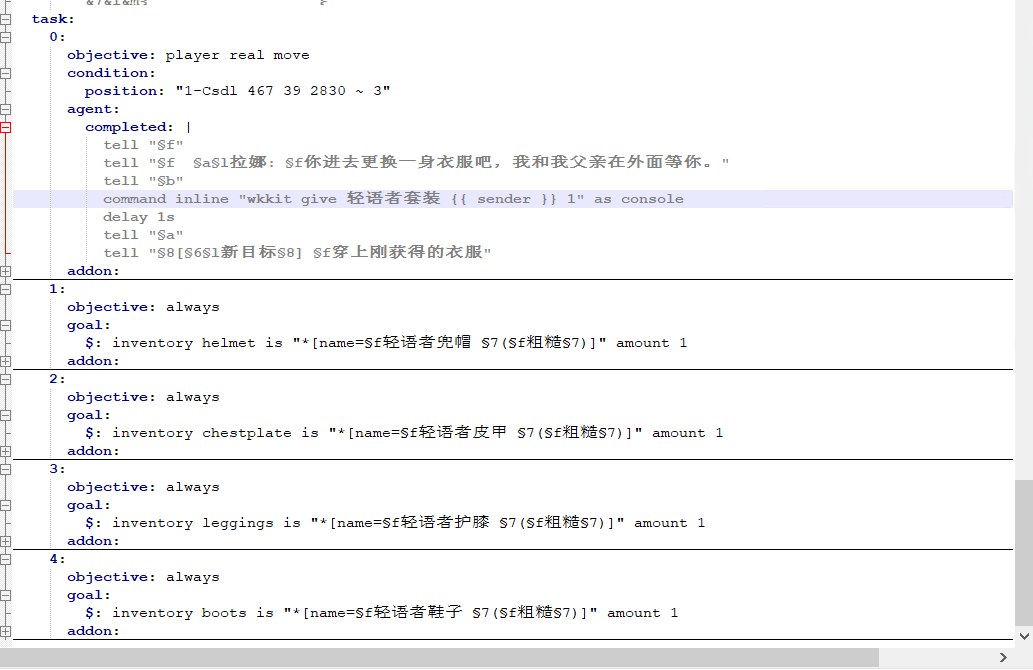 task:
0:
objective: player real move
condition:
position: "1-Csdl 467 39 2830 ~ 3"
agent:
completed: |
tell "§f"
tell "§f  §a§l拉娜: §f你进去更换一身衣服吧，我和我父亲在外面等你。"
tell "§b"
command inline "wkkit give 轻语者套装 {{ sender }} 1" as console
delay 1s
tell "§a"
tell "§8[§6§l新目标§8] §f穿上刚获得的衣服"
addon:
1:
objective: always
goal:
$: inventory helmet is "*[name=§f轻语者兜帽 §7(§f粗糙§7)]" amount 1
addon:
2:
objective: always
goal:
$: inventory chestplate is "*[name=§f轻语者皮甲 §7(§f粗糙§7)]" amount 1
addon:
3:
objective: always
goal:
$: inventory leggings is "*[name=§f轻语者护膝 §7(§f粗糙§7)]" amount 1
addon:
4:
objective: always
goal:
$: inventory boots is "*[name=§f轻语者鞋子 §7(§f粗糙§7)]" amount 1
addon: